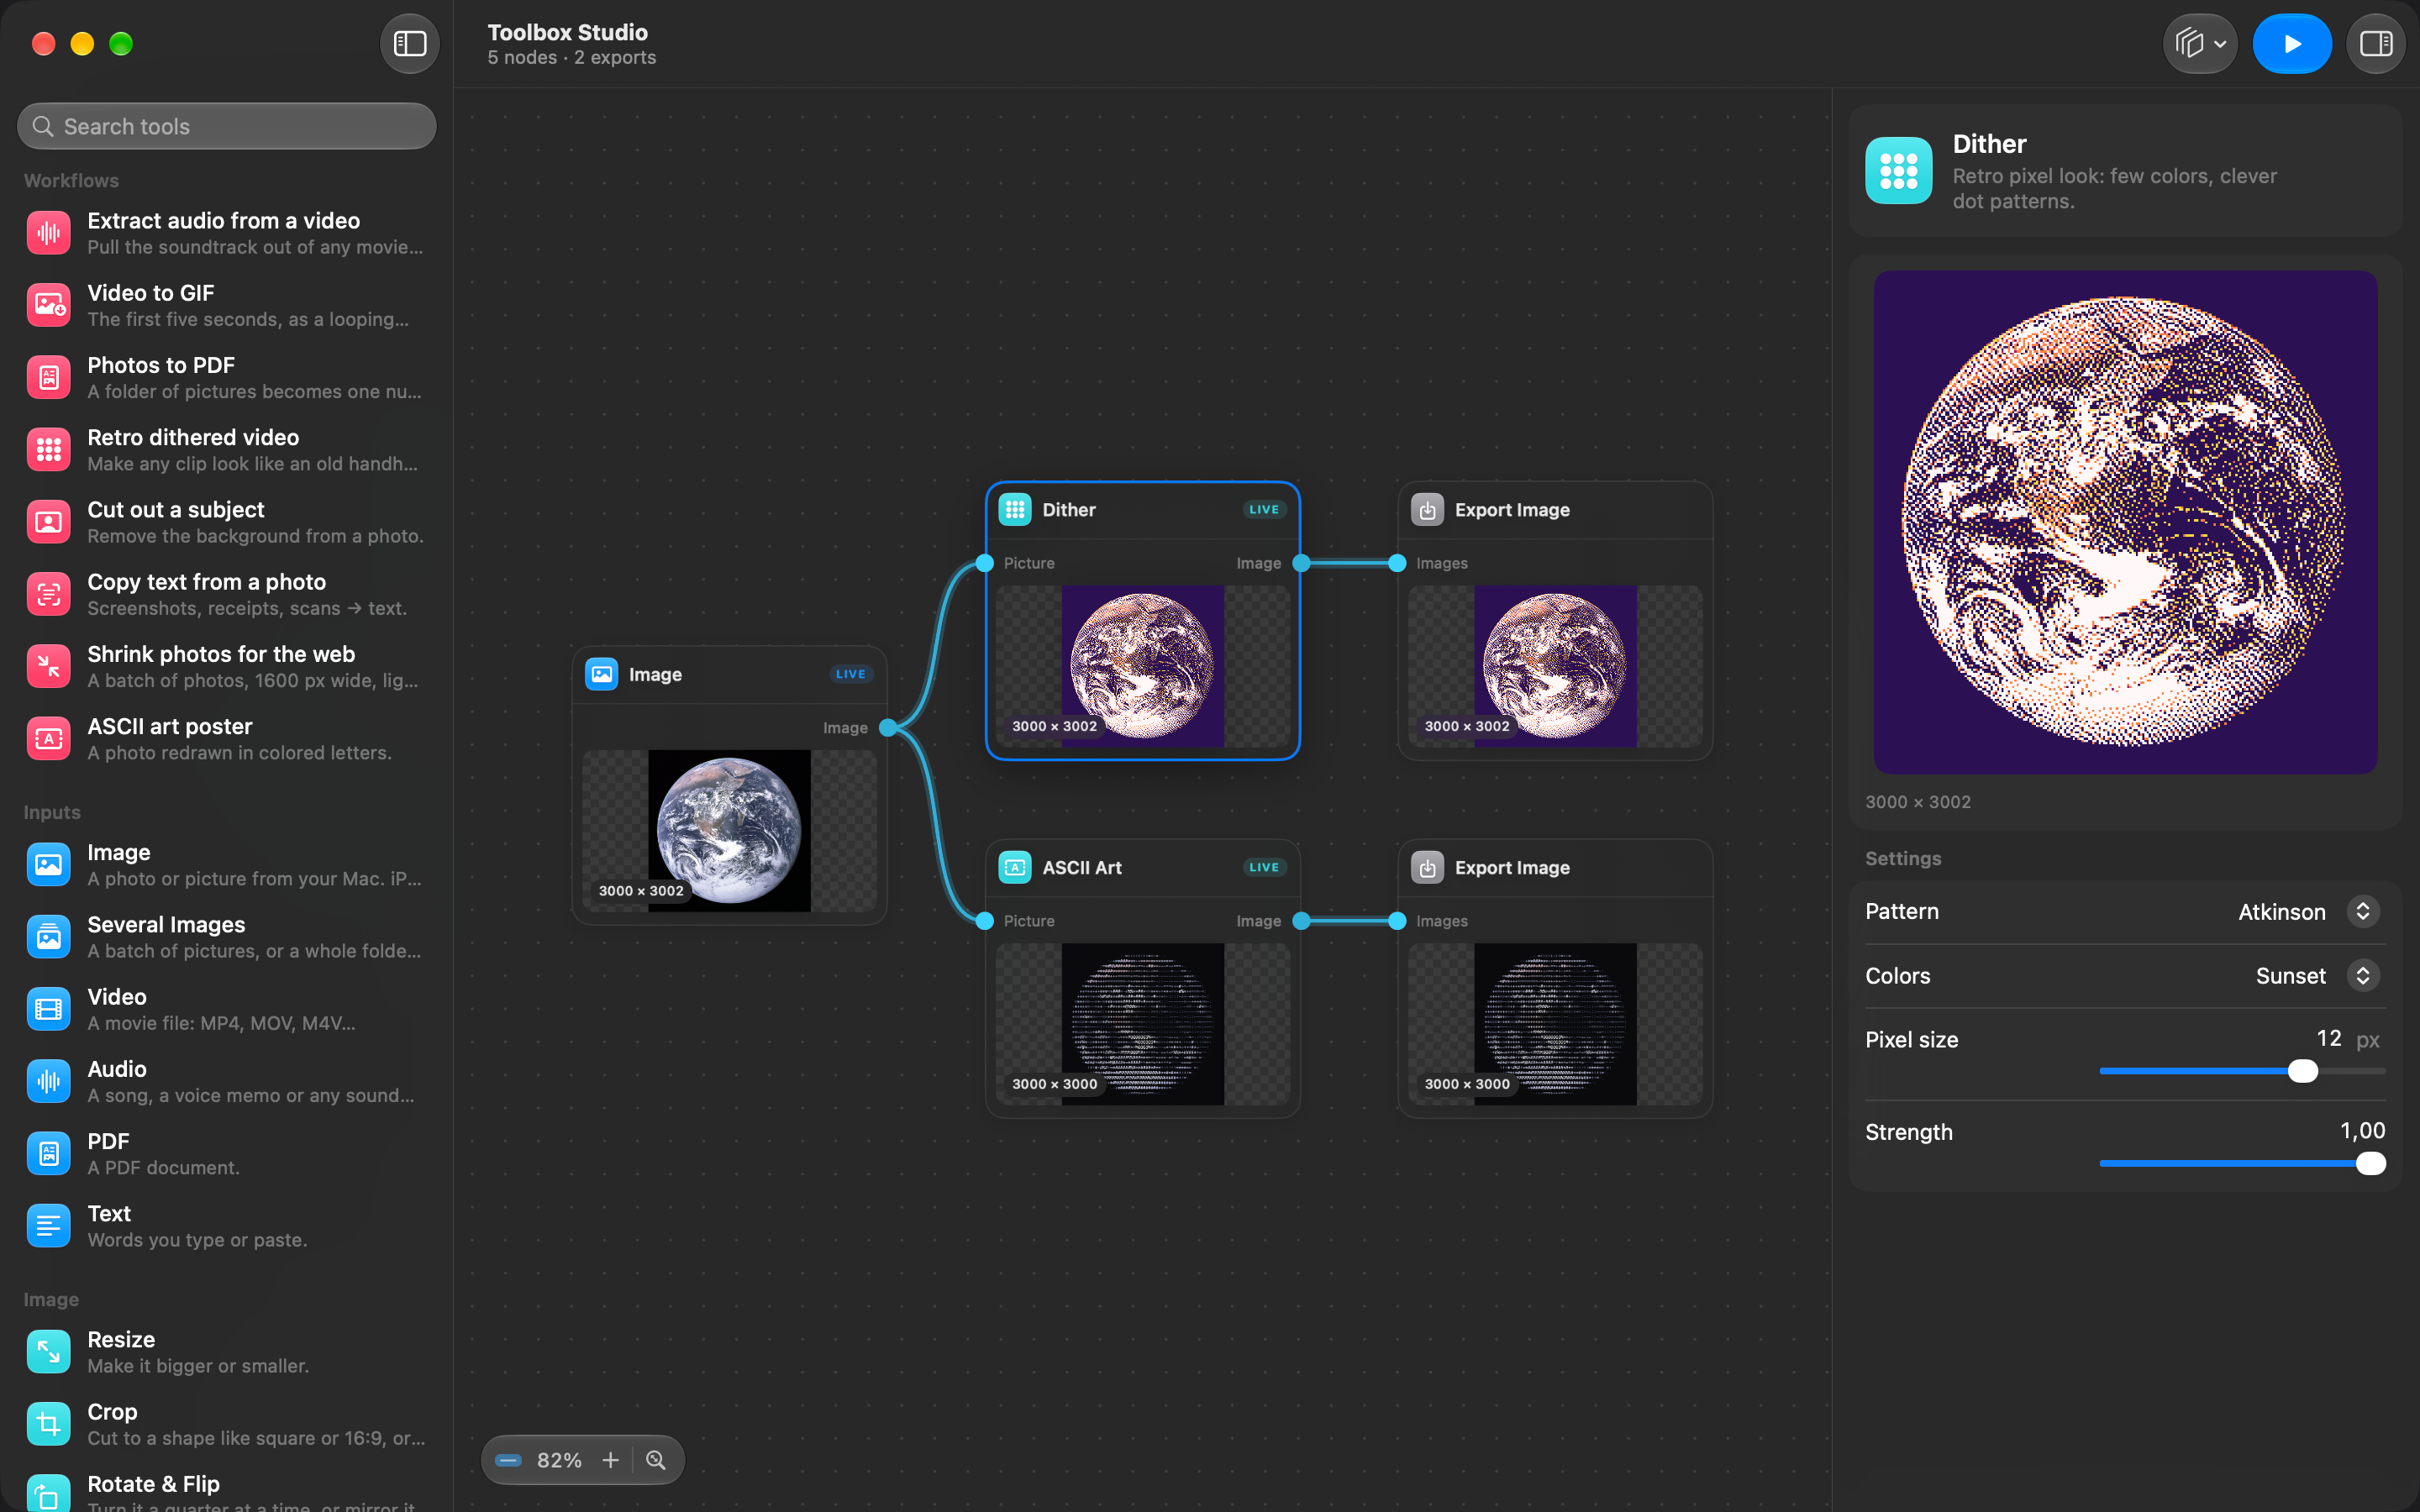 Toolbox Studio
5 nodes · 2 exports
Search tools
Workflows
Extract audio from a video
Pull the soundtrack out of any movie...
Video to GIF
The first five seconds, as a looping...
Photos to PDF
A folder of pictures becomes one nu...
Retro dithered video
Make any clip look like an old handh...
Cut out a subject
Remove the background from a photo.
Copy text from a photo
Screenshots, receipts, scans → text.
Shrink photos for the web
A batch of photos, 1600 px wide, lig...
ASCII art poster
A photo redrawn in colored letters.
Inputs
Image
A photo or picture from your Mac. iP...
Several Images
A batch of pictures, or a whole folde...
Video
A movie file: MP4, MOV, M4V...
Audio
A song, a voice memo or any sound...
PDF
A PDF document.
Text
Words you type or paste.
Image
Resize
Make it bigger or smaller.
Crop
Cut to a shape like square or 16:9, or...
Rotate & Flip
Turn it a quarter at a time, or mirror it
Image LIVE
Image
3000 × 3002
Dither LIVE
Picture Image
3000 × 3002
Export Image
Images
3000 × 3002
ASCII Art LIVE
Picture Image
3000 × 3000
Export Image
Images
3000 × 3000
82%
Dither
Retro pixel look: few colors, clever
dot patterns.
3000 × 3002
Settings
Pattern Atkinson
Colors Sunset
Pixel size 12 px
Strength 1,00